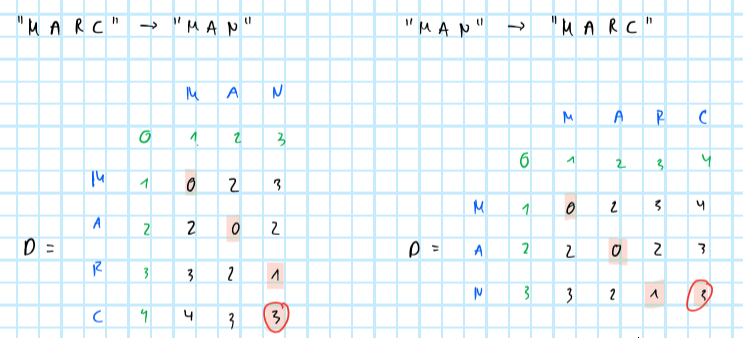 "MARC" → "MAN"
"MAN" → "MARC"
M A N
0 1 2 3
M 1 0 2 3
A 2 2 0 2
D =
R 3 3 2 1
C 4 4 3 3
M A R C
0 1 2 3 4
M 1 0 2 3 4
D = A 2 2 0 2 3
N 3 3 2 1 3